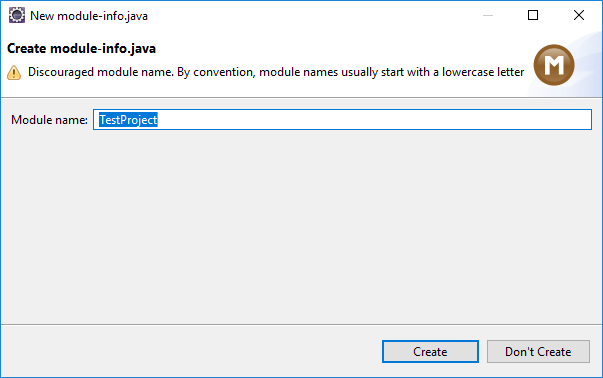 New module-info.java
Create module-info.java
Discouraged module name. By convention, module names usually start with a lowercase letter
M
Module name: TestProject
Create Don't Create